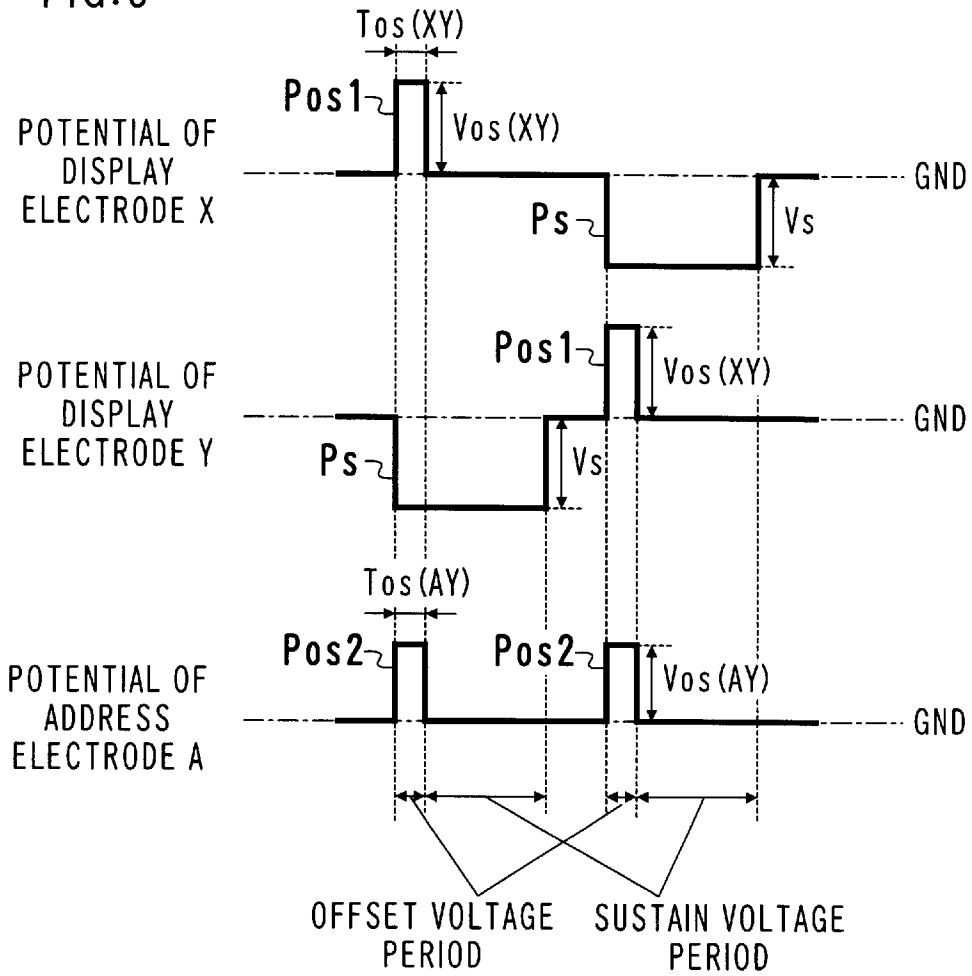 Tos(XY)
Pos1
Vos(XY)
POTENTIAL OF
DISPLAY
ELECTRODE X
GND
Ps
Vs
Pos1
Vos(XY)
POTENTIAL OF
DISPLAY
ELECTRODE Y
GND
Ps
Vs
Tos(AY)
Pos2
Pos2
Vos(AY)
POTENTIAL OF
ADDRESS
ELECTRODE A
GND
OFFSET VOLTAGE
PERIOD
SUSTAIN VOLTAGE
PERIOD